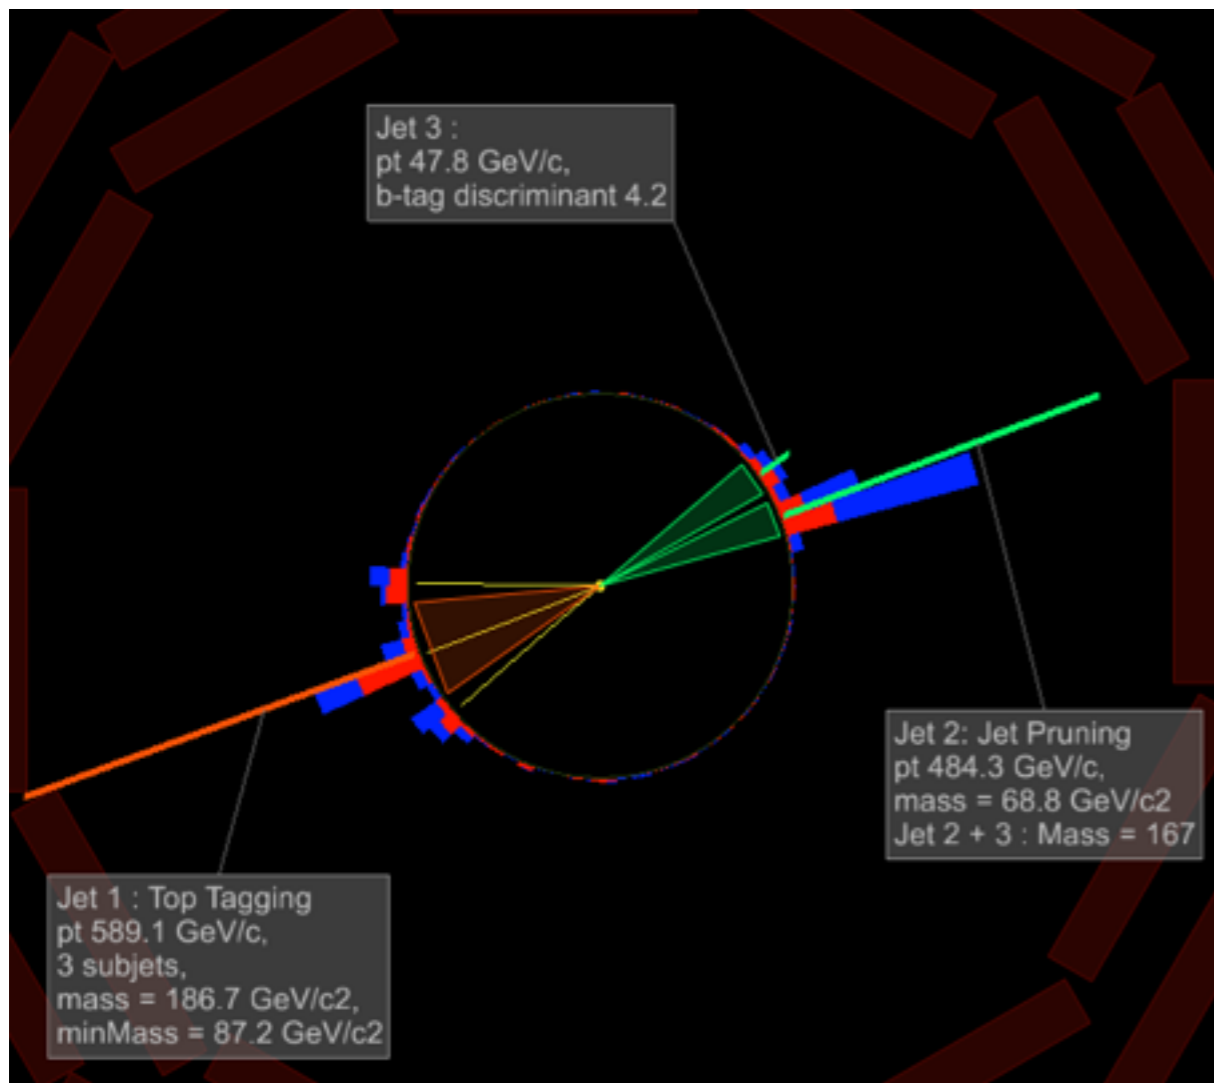 Jet 3 :
pt 47.8 GeV/c,
b-tag discriminant 4.2
Jet 2: Jet Pruning
pt 484.3 GeV/c,
mass = 68.8 GeV/c2
Jet 2 + 3 : Mass = 167
Jet 1 : Top Tagging
pt 589.1 GeV/c,
3 subjets,
mass = 186.7 GeV/c2,
minMass = 87.2 GeV/c2